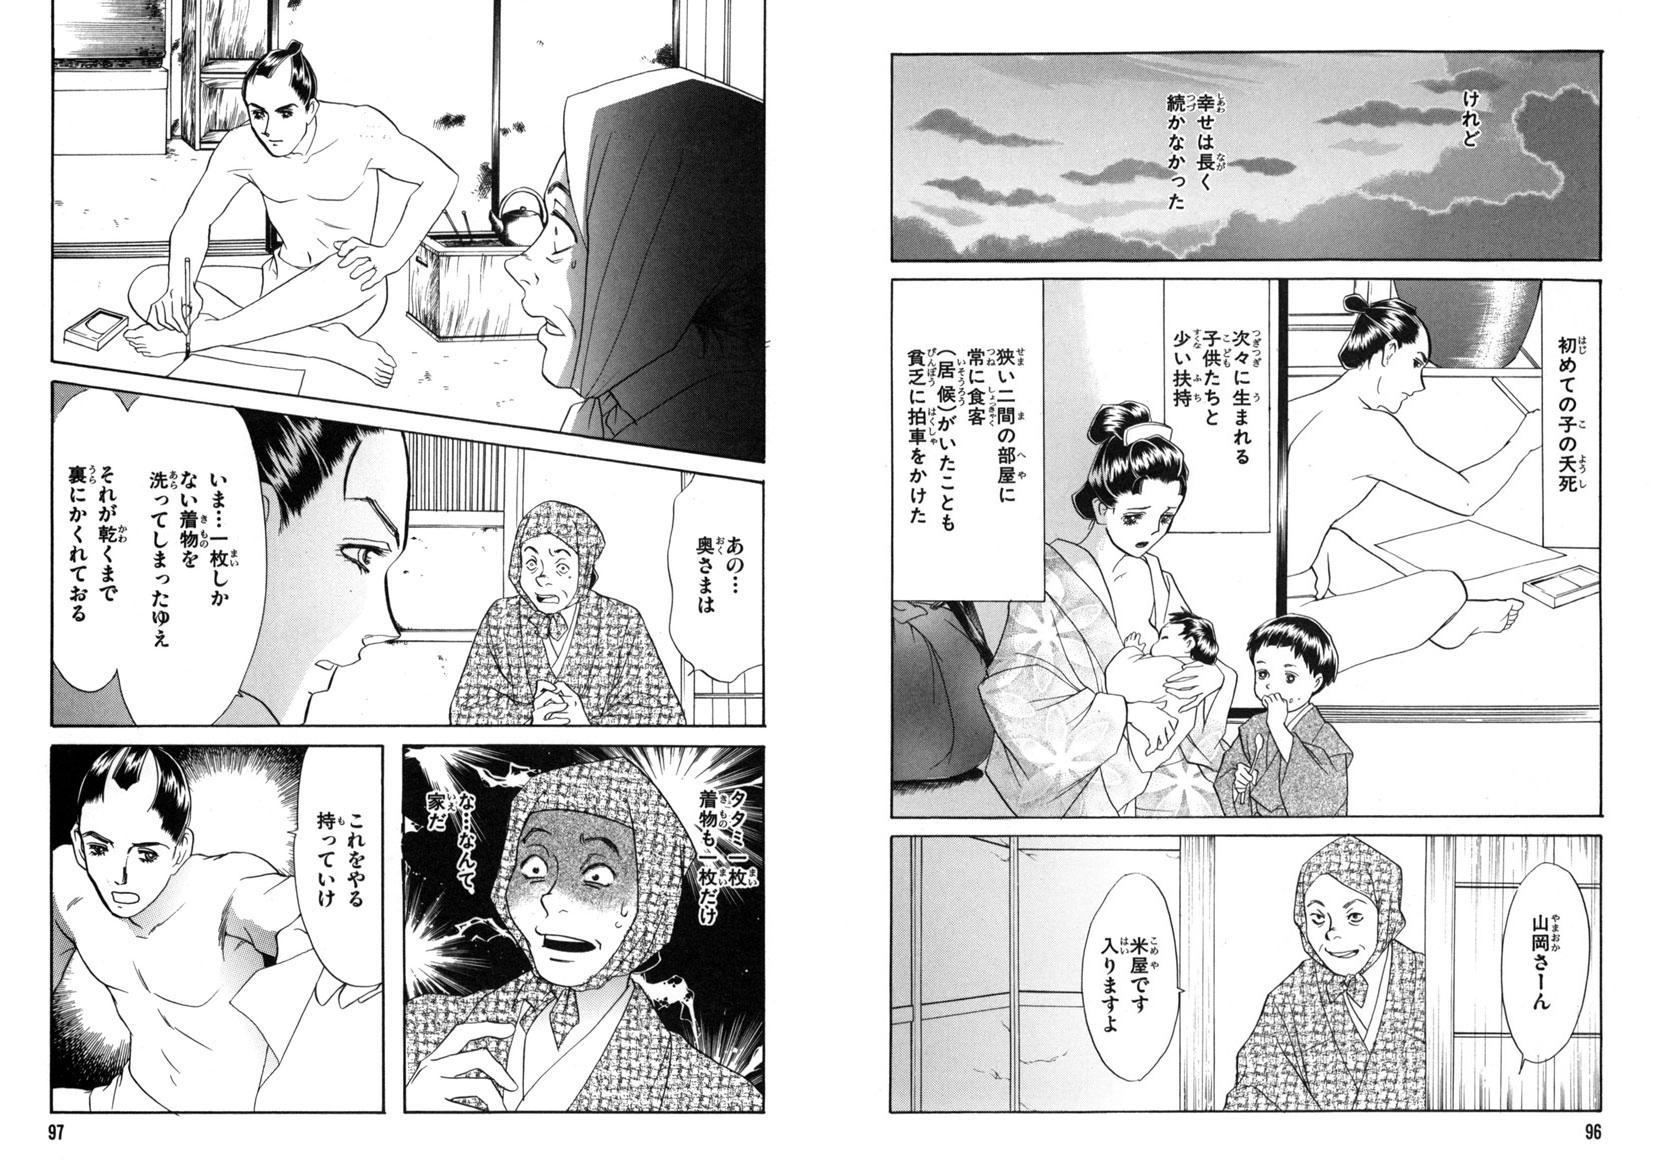 けれど
幸せは長く
続かなかった
初めての子の夭死
次々に生まれる
子供たちと
少い扶持
狭い二間の部屋に
常に食客
(居候)がいたことも
貧乏に拍車をかけた
山岡さーん
米屋です
入りますよ
96
あの…
奥さまは
いま…一枚しか
ない着物を
洗ってしまったゆえ
それが乾くまで
裏にかくれておる
タタミ一枚
着物も一枚だけ
な…なんて
家だ
これをやる
持っていけ
97